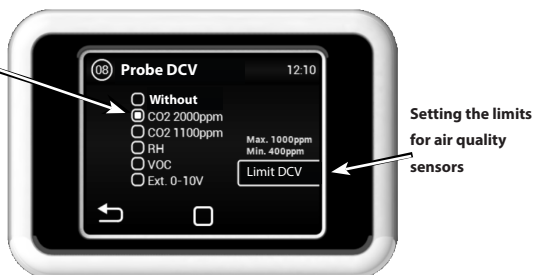 08 Probe DCV 12:10
Without
CO2 2000ppm
CO2 1100ppm
RH
VOC
Ext. 0-10V
Max. 1000ppm
Min. 400ppm
Limit DCV
Setting the limits
for air quality
sensors